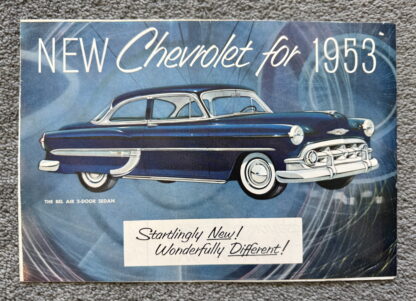 NEW Chevrolet for 1953
THE BEL AIR 2-DOOR SEDAN
Startlingly New!
Wonderfully Different!